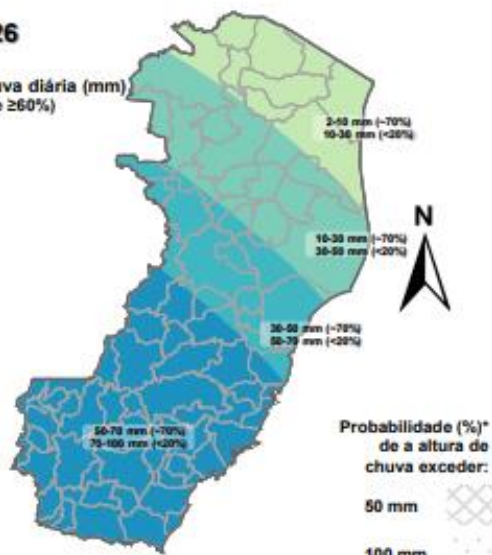 26
uva diária (mm)
e ≥60%)
2-10 mm (~70%)
10-30 mm (<20%)
N
10-30 mm (~70%)
30-50 mm (<20%)
30-50 mm (~70%)
50-70 mm (<20%)
50-70 mm (~70%)
70-100 mm (<20%)
Probabilidade (%)*
de a altura de
chuva exceder:
50 mm
100 mm